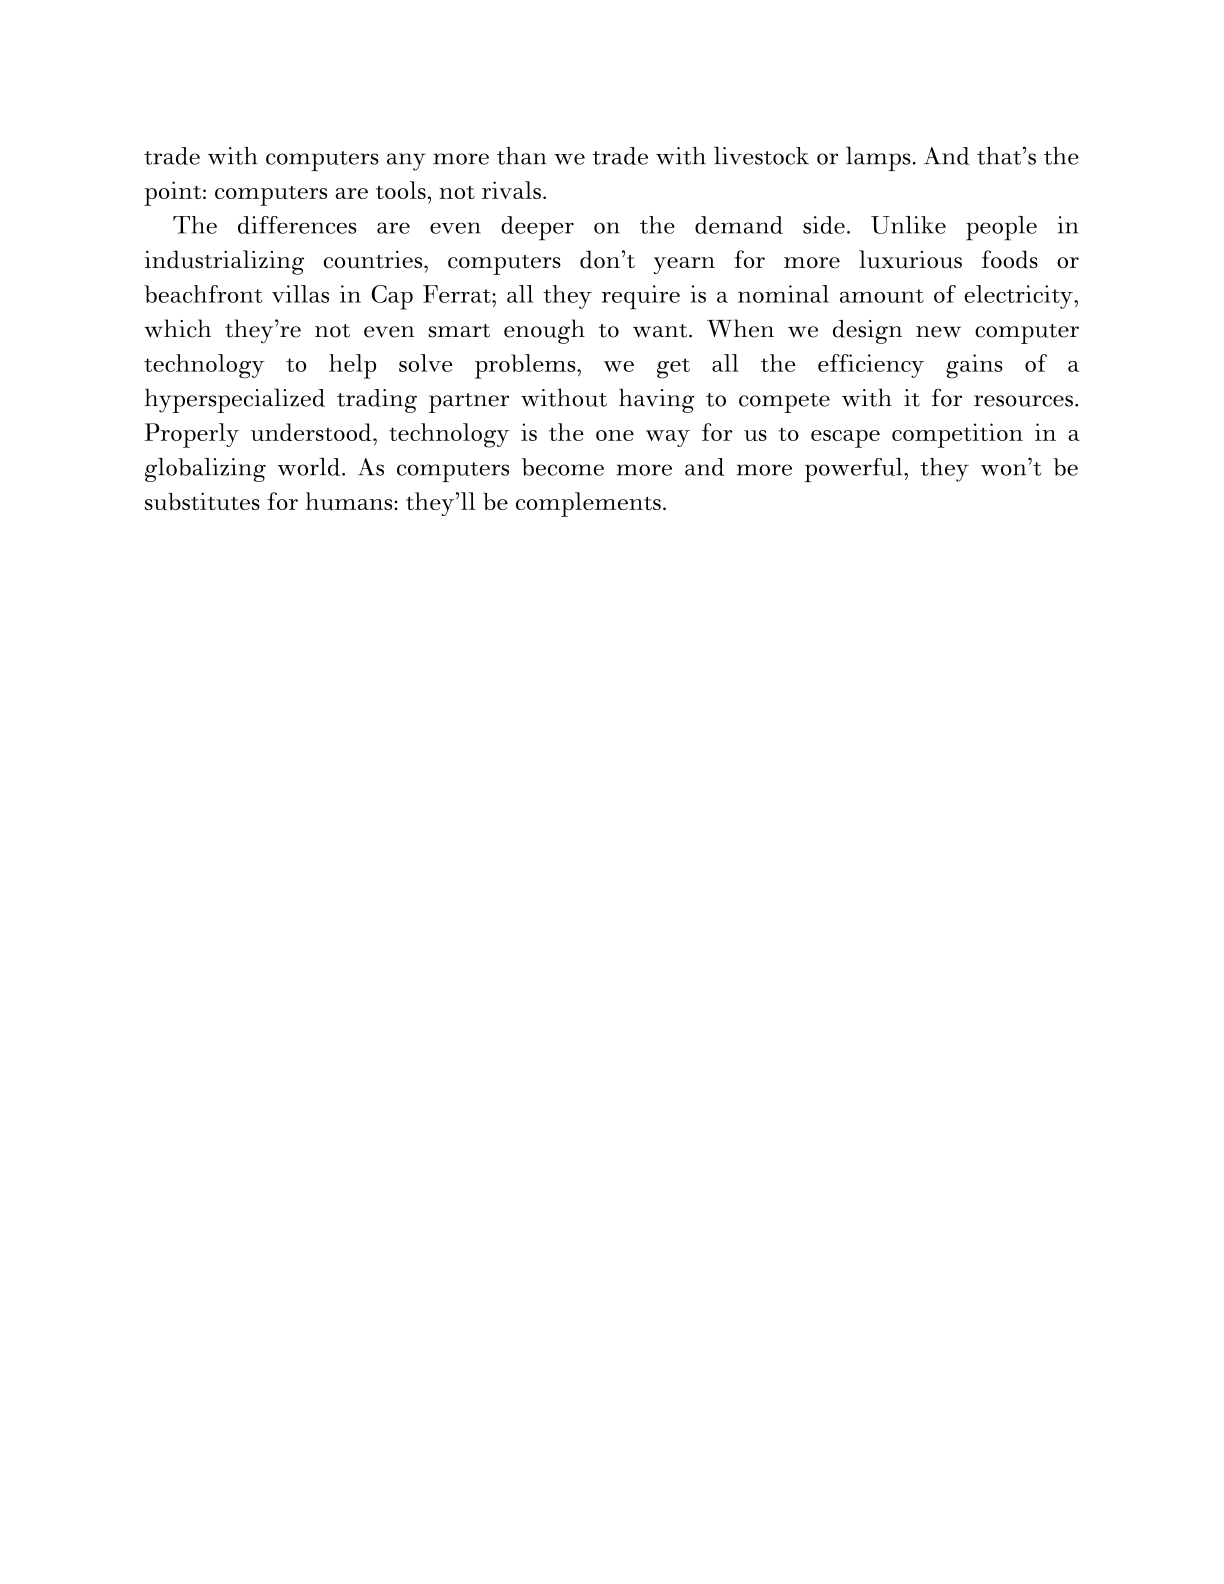 trade with computers any more than we trade with livestock or lamps. And that’s the
point: computers are tools, not rivals.
The differences are even deeper on the demand side. Unlike people in
industrializing countries, computers don’t yearn for more luxurious foods or
beachfront villas in Cap Ferrat; all they require is a nominal amount of electricity,
which they’re not even smart enough to want. When we design new computer
technology to help solve problems, we get all the efficiency gains of a
hyperspecialized trading partner without having to compete with it for resources.
Properly understood, technology is the one way for us to escape competition in a
globalizing world. As computers become more and more powerful, they won’t be
substitutes for humans: they’ll be complements.